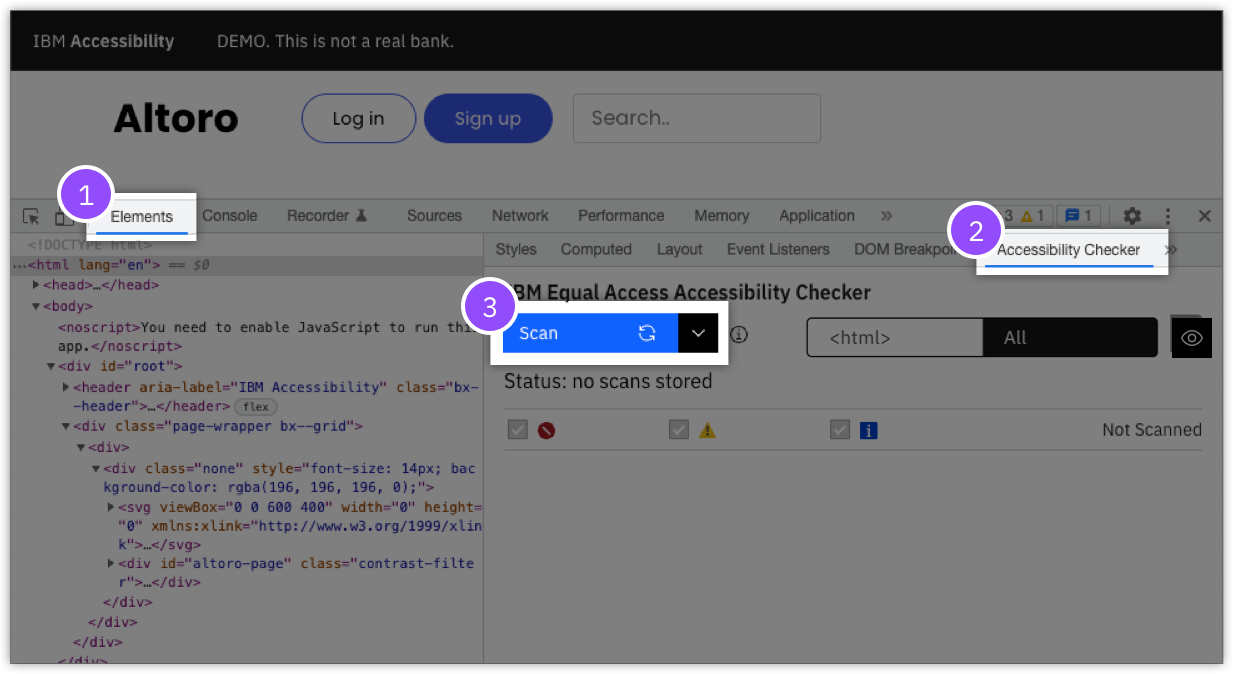 IBM Accessibility DEMO. This is not a real bank.
Altoro Log in Sign up Search..
1
Elements Console Recorder Sources Network Performance Memory Application » 3 1 1
2
Styles Computed Layout Event Listeners DOM Breakpoin Accessibility Checker »
<!DOCTYPE html>
...<html lang="en"> == $0
<head>…</head>
<body>
<noscript>You need to enable JavaScript to run this
app.</noscript>
<div id="root">
<header aria-label="IBM Accessibility" class="bx-
-header">…</header> flex
<div class="page-wrapper bx--grid">
<div>
<div class="none" style="font-size: 14px; bac
kground-color: rgba(196, 196, 196, 0);">
<svg viewBox="0 0 600 400" width="0" height=
"0" xmlns:xlink="http://www.w3.org/1999/xlin
k">…</svg>
<div id="altoro-page" class="contrast-filte
r">…</div>
</div>
</div>
</div>
</div>
IBM Equal Access Accessibility Checker
3
Scan <html> All
Status: no scans stored
Not Scanned